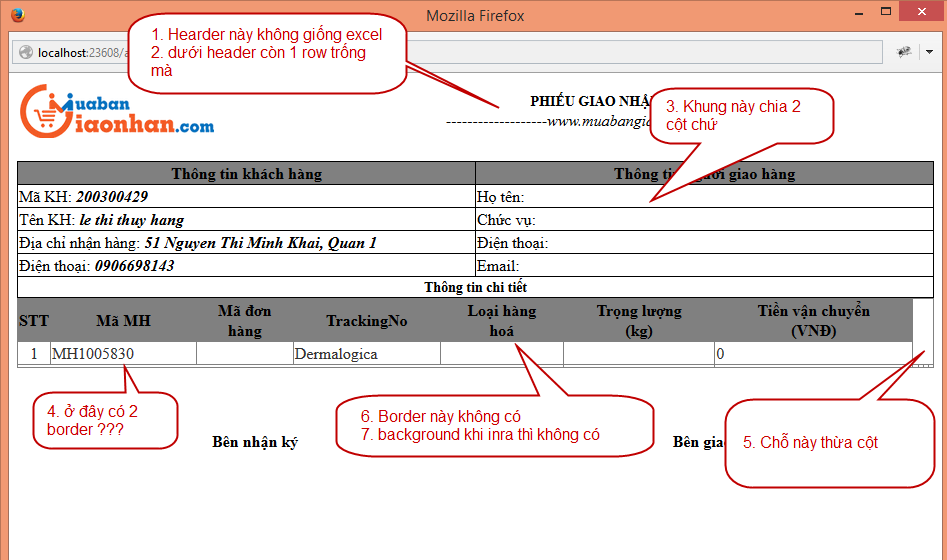 Mozilla Firefox
localhost:23608/a
1. Hearder này không giống excel
2. dưới header còn 1 row trống
mà
muaban
Giaonhan.com
PHIẾU GIAO NHẬ
-------------------www.muabangia
3. Khung này chia 2
cột chứ
Thông tin khách hàng
Thông ti ười giao hàng
Mã KH: 200300429
Họ tên:
Tên KH: le thi thuy hang
Chức vụ:
Địa chỉ nhận hàng: 51 Nguyen Thi Minh Khai, Quan 1
Điện thoại:
Điện thoại: 0906698143
Email:
Thông tin chi tiết
STT Mã MH Mã đơn hàng TrackingNo Loại hàng hoá Trọng lượng (kg) Tiền vận chuyển (VNĐ)
1 MH1005830 Dermalogica 0
4. ở đây có 2
border ???
6. Border này không có
7. background khi inra thì không có
5. Chỗ này thừa cột
Bên nhận ký
Bên gia